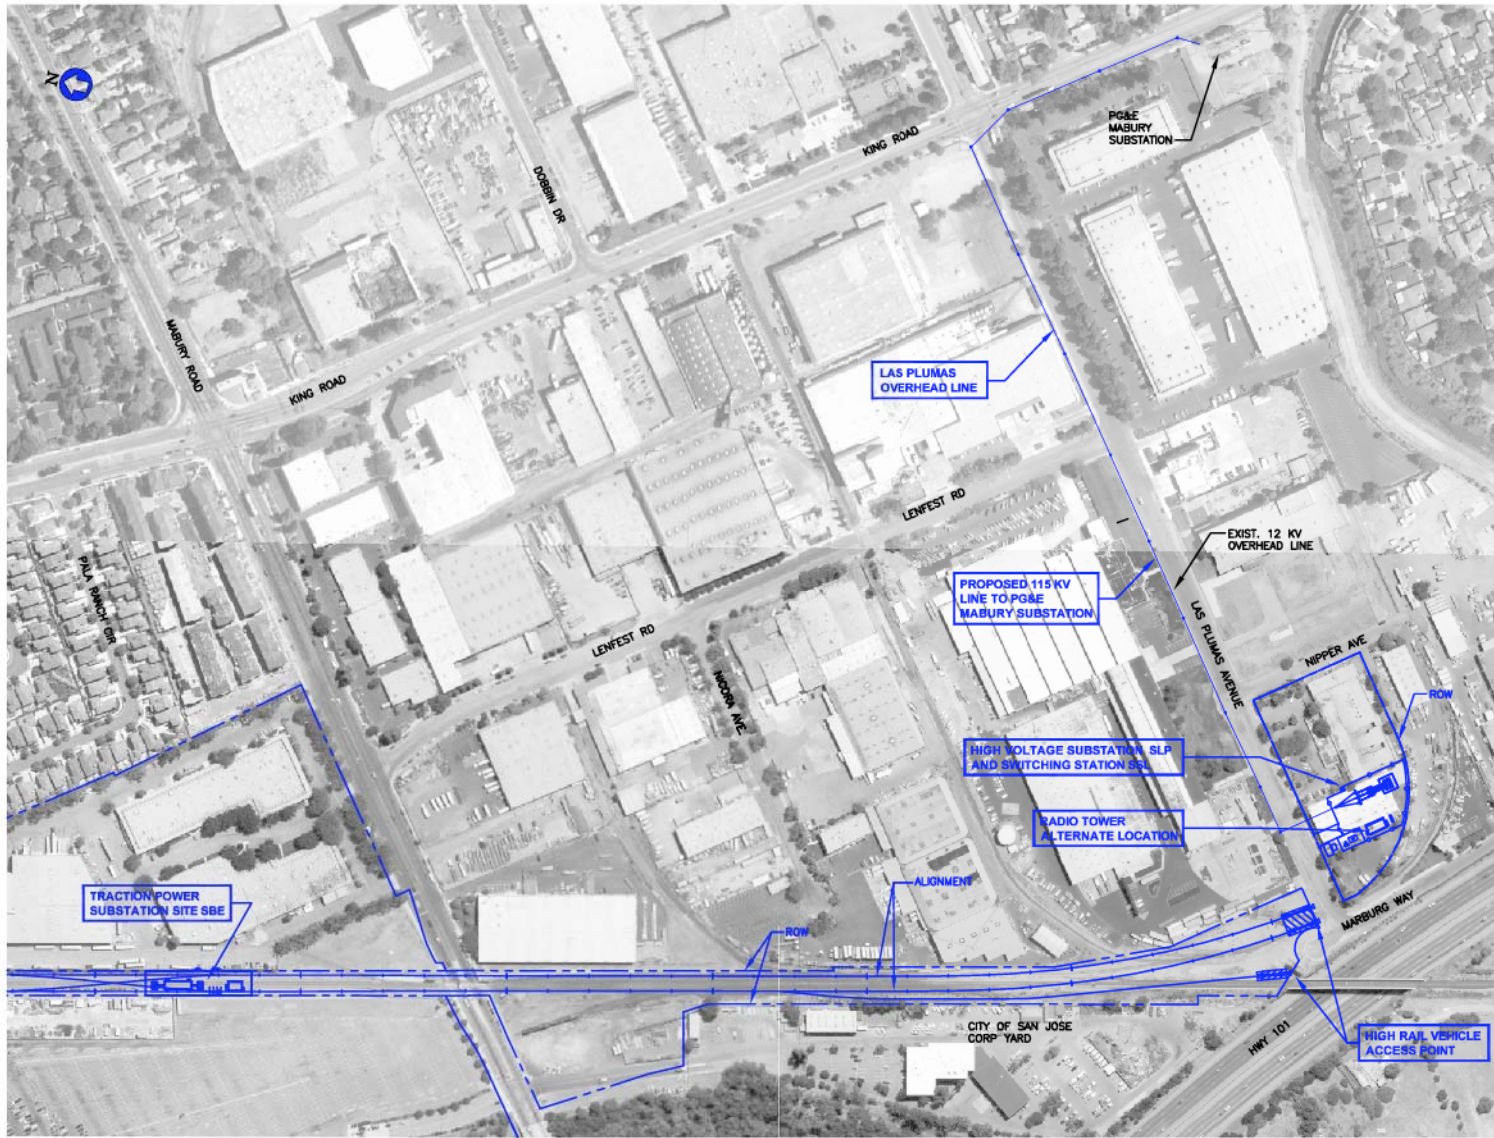 N
PG&E
MABURY
SUBSTATION
KING ROAD
DOBBIN DR
MABURY ROAD
KING ROAD
LAS PLUMAS
OVERHEAD LINE
LENFEST RD
EXIST. 12 KV
OVERHEAD LINE
PALA RANCH CIR
PROPOSED 115 KV
LINE TO PG&E
MABURY SUBSTATION
LENFEST RD
LAS PLUMAS AVENUE
NIPPER AVE
NICORA AVE.
ROW
HIGH VOLTAGE SUBSTATION SLP
AND SWITCHING STATION SSL
RADIO TOWER
ALTERNATE LOCATION
ALIGNMENT
TRACTION POWER
SUBSTATION SITE SBE
MARBURG WAY
ROW
CITY OF SAN JOSE
CORP YARD
HWY 101
HIGH RAIL VEHICLE
ACCESS POINT